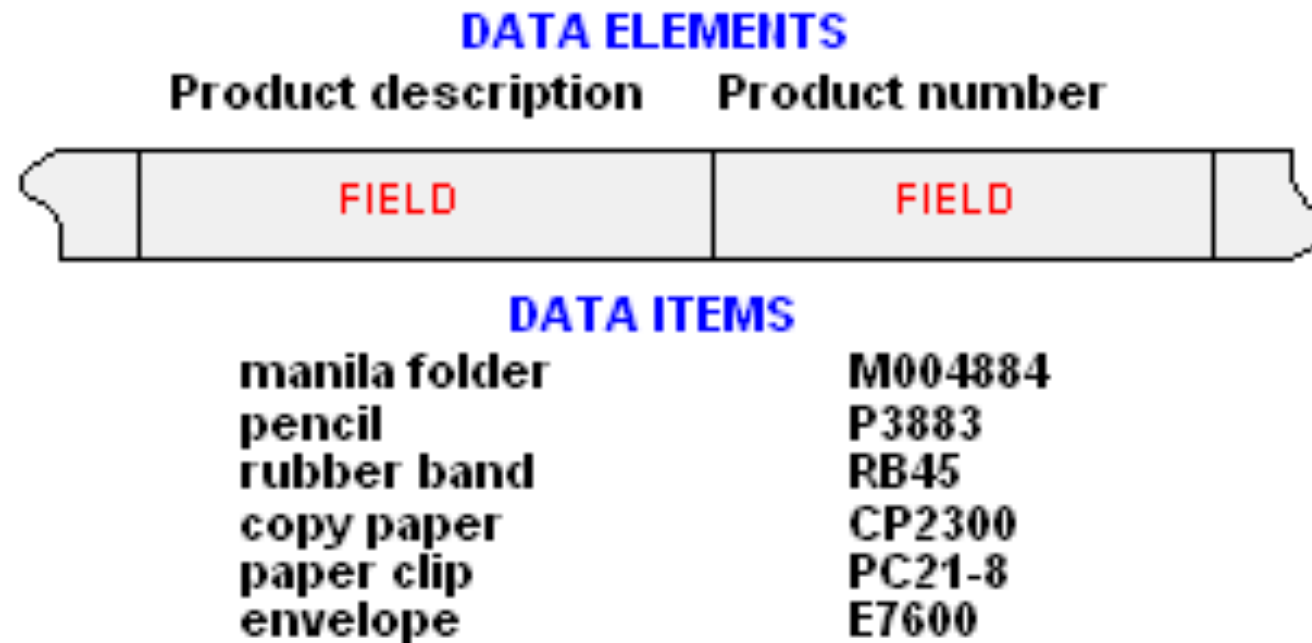 DATA ELEMENTS
Product description Product number
FIELD FIELD
DATA ITEMS
manila folder M004884
pencil P3883
rubber band RB45
copy paper CP2300
paper clip PC21-8
envelope E7600